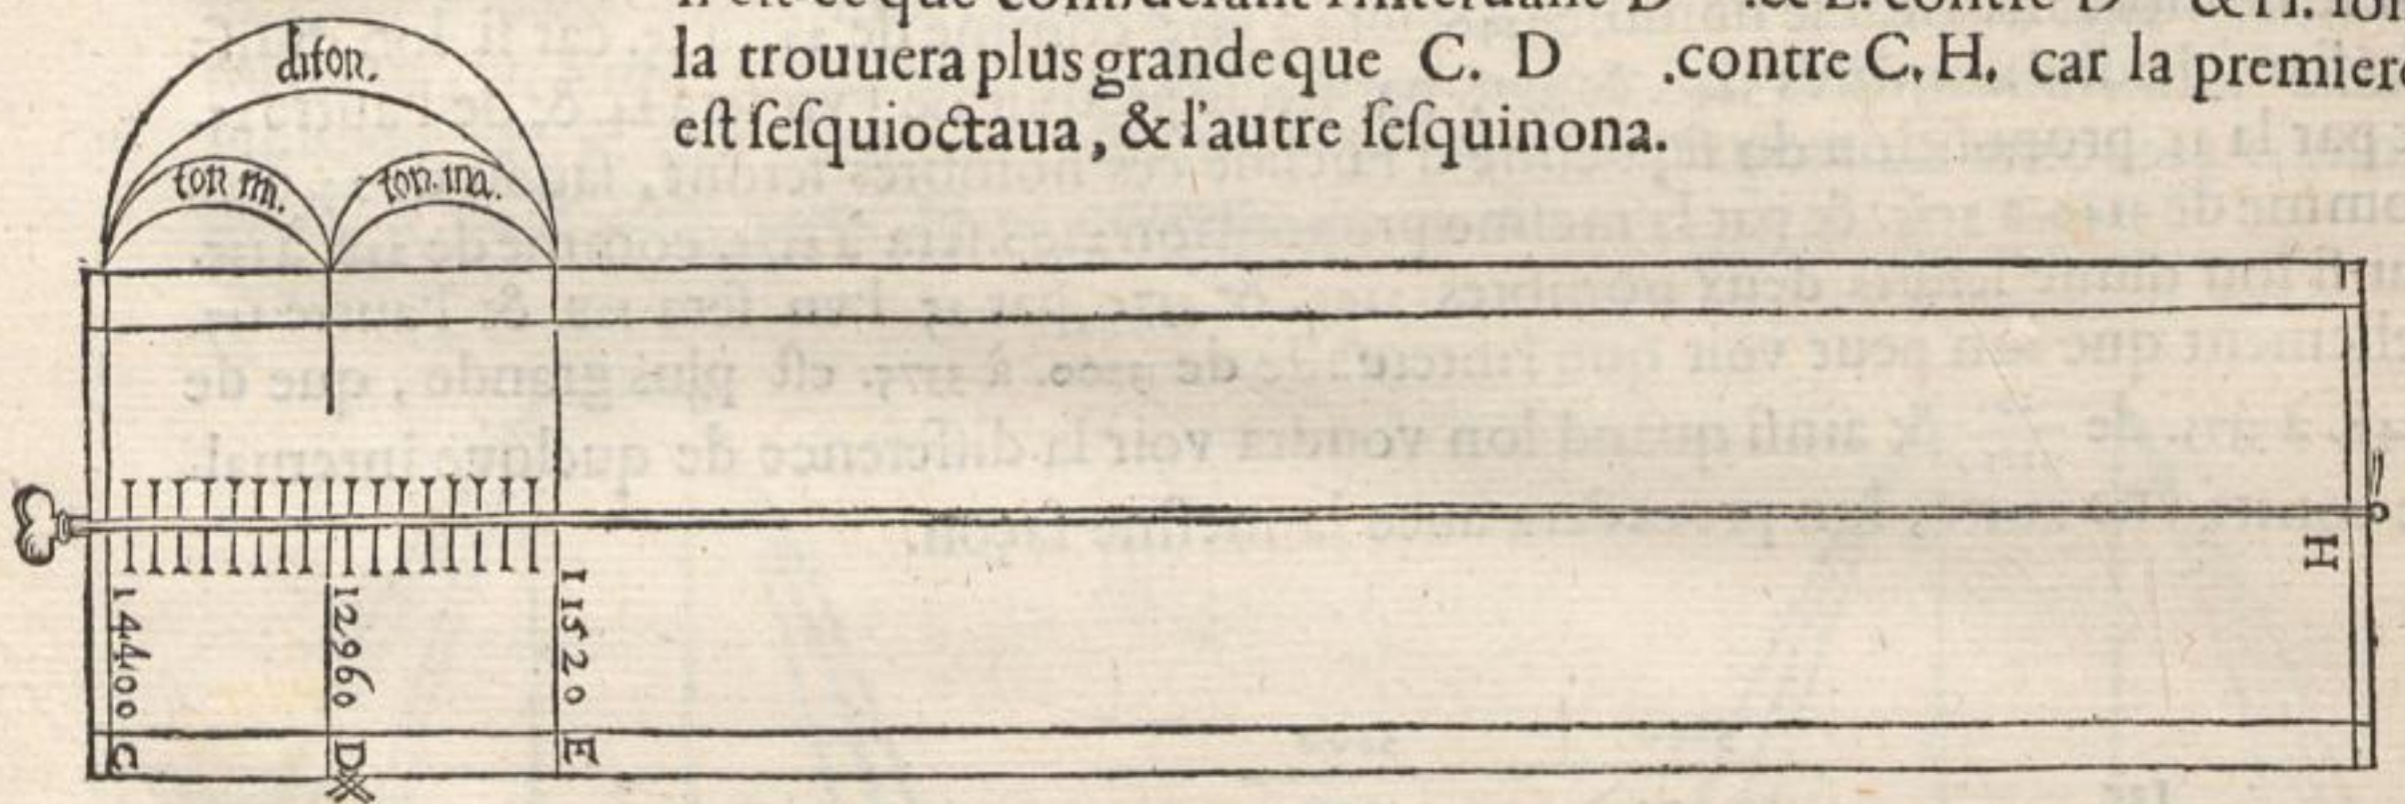 la trouuera plus grande que C. D .contre C. H. car la premiere
est sesquioctaua, & l'autre sesquinona.
diton.
ton mi. ton. ma.
H
14400 C
12960 D
11520 E